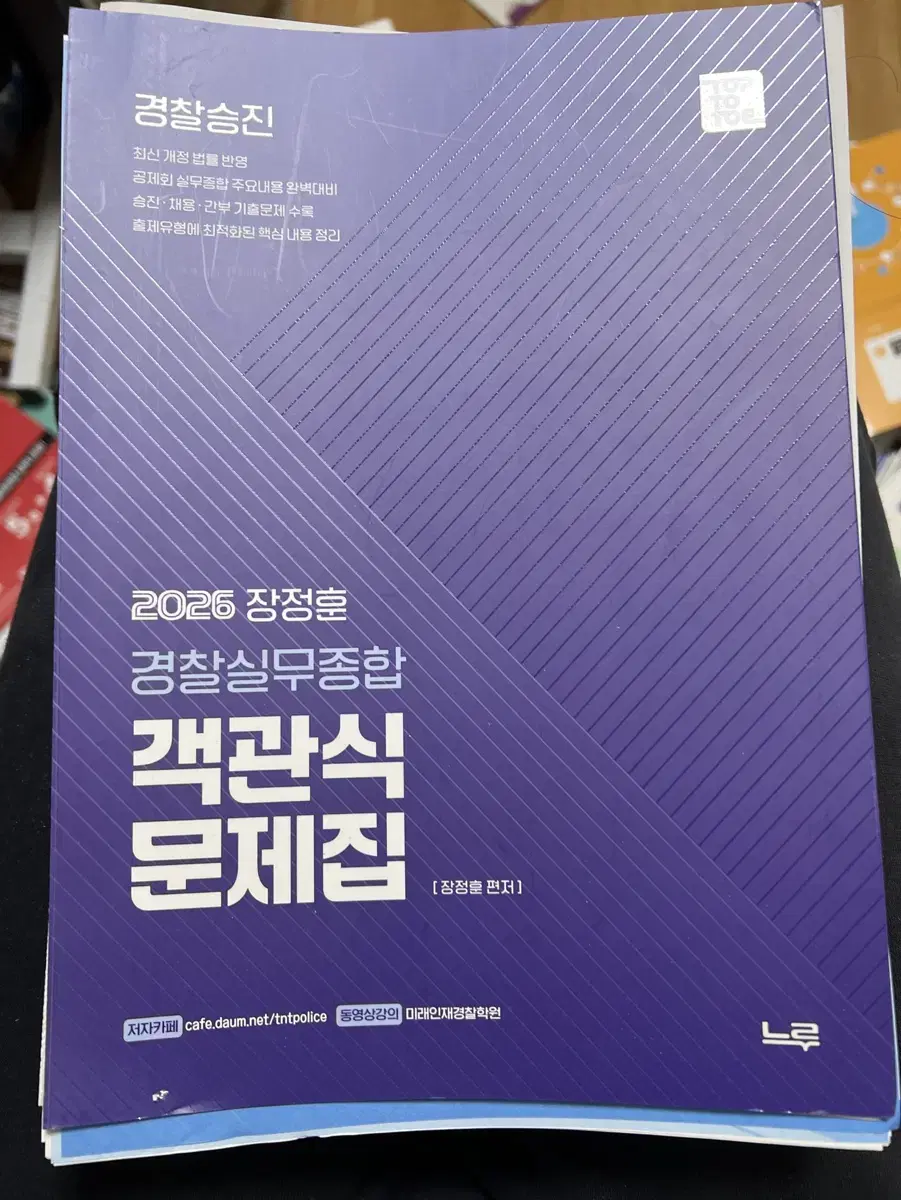 경찰승진
최신 개정 법률 반영
공제회 실무종합 주요내용 완벽대비
승진·채용·간부 기출문제 수록
출제유형에 최적화된 핵심 내용 정리
2026 장정훈
경찰실무종합
객관식
문제집
[ 장정훈 편저 ]
저자카페 cafe.daum.net/tntpolice 동영상강의 미래인재경찰학원
느루